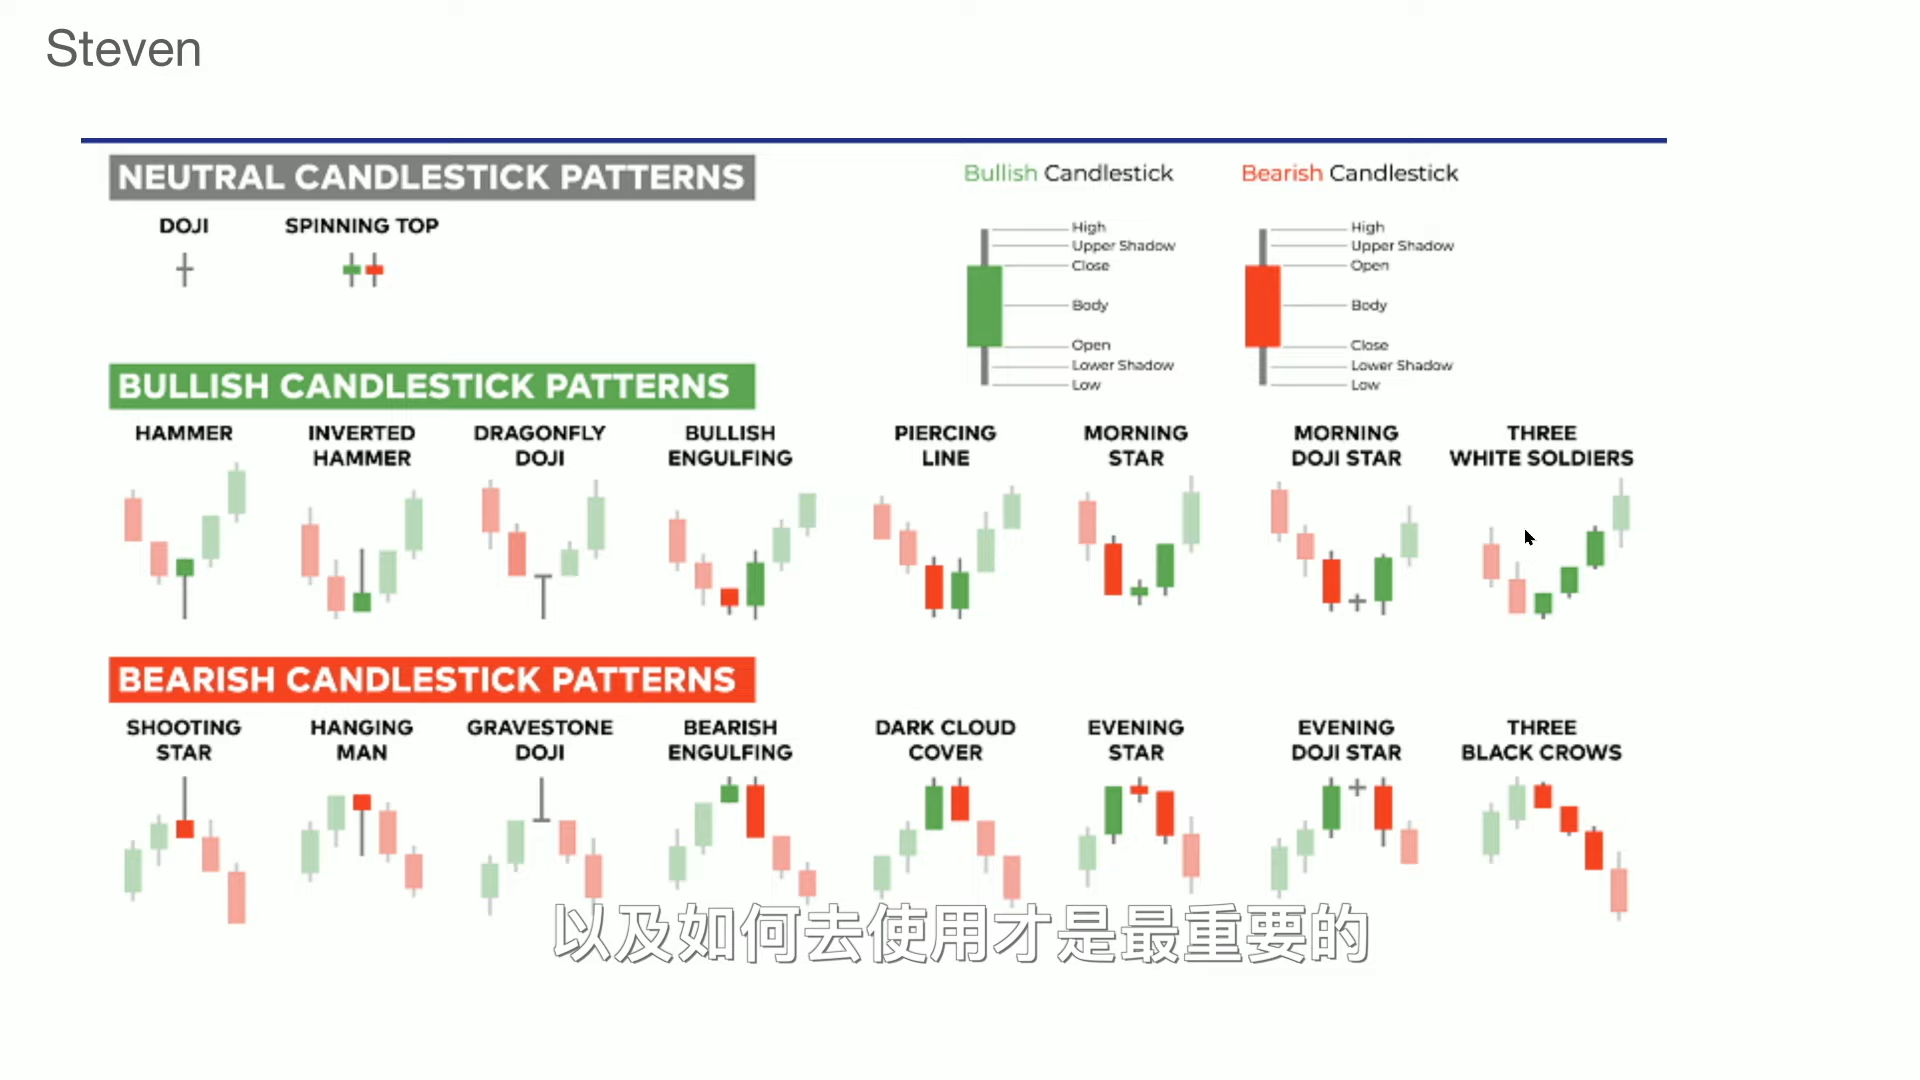 Steven
NEUTRAL CANDLESTICK PATTERNS
DOJI
SPINNING TOP
Bullish Candlestick
High
Upper Shadow
Close
Body
Open
Lower Shadow
Low
Bearish Candlestick
High
Upper Shadow
Open
Body
Close
Lower Shadow
Low
BULLISH CANDLESTICK PATTERNS
HAMMER
INVERTED
HAMMER
DRAGONFLY
DOJI
BULLISH
ENGULFING
PIERCING
LINE
MORNING
STAR
MORNING
DOJI STAR
THREE
WHITE SOLDIERS
BEARISH CANDLESTICK PATTERNS
SHOOTING
STAR
HANGING
MAN
GRAVESTONE
DOJI
BEARISH
ENGULFING
DARK CLOUD
COVER
EVENING
STAR
EVENING
DOJI STAR
THREE
BLACK CROWS
以及如何去使用才是最重要的